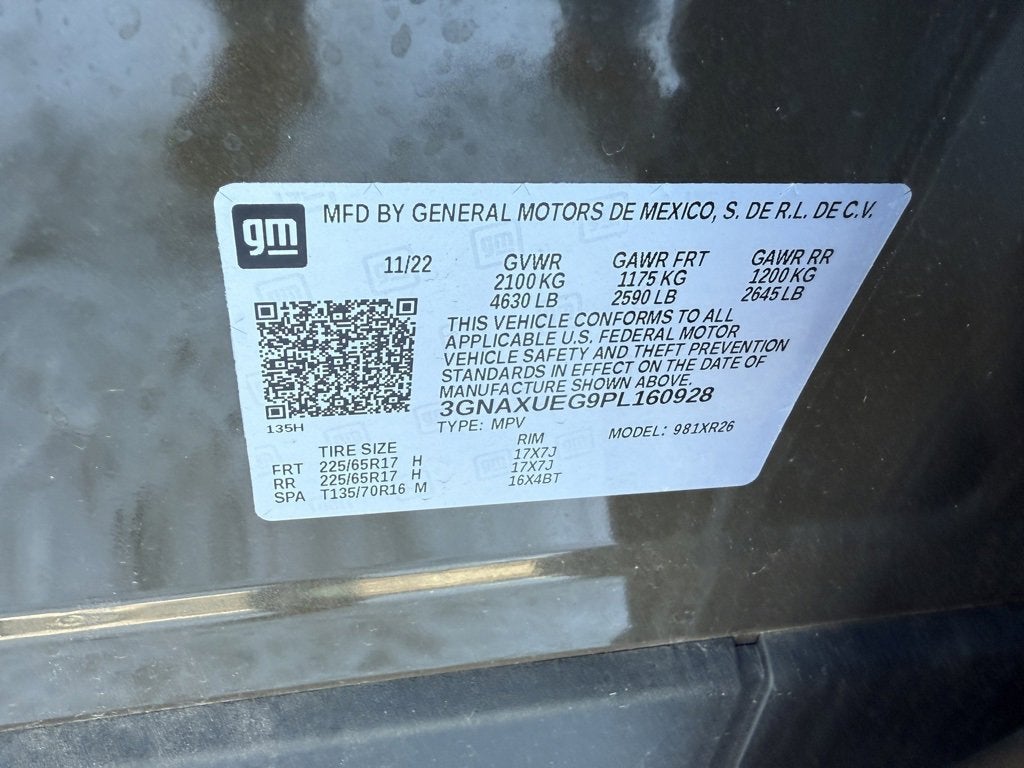 gm
MFD BY GENERAL MOTORS DE MEXICO, S. DE R.L. DE C.V.
11/22 GVWR GAWR FRT GAWR RR
2100 KG 1175 KG 1200 KG
4630 LB 2590 LB 2645 LB
THIS VEHICLE CONFORMS TO ALL
APPLICABLE U.S. FEDERAL MOTOR
VEHICLE SAFETY AND THEFT PREVENTION
STANDARDS IN EFFECT ON THE DATE OF
MANUFACTURE SHOWN ABOVE.
3GNAXUEG9PL160928
135H
TYPE: MPV MODEL: 981XR26
TIRE SIZE RIM
FRT 225/65R17 H 17X7J
RR 225/65R17 H 17X7J
SPA T135/70R16 M 16X4BT